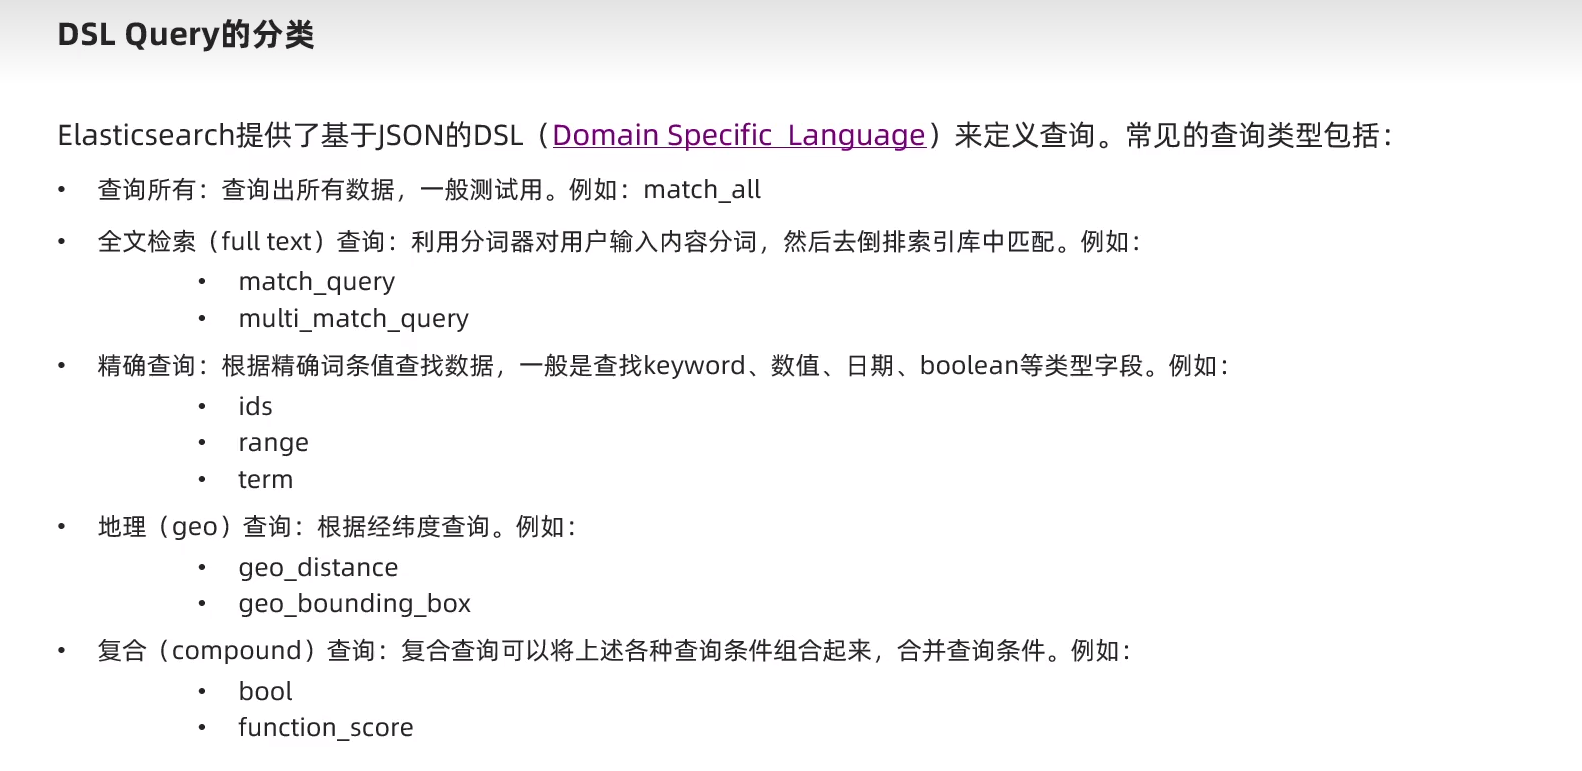 DSL Query的分类
Elasticsearch提供了基于JSON的DSL（Domain Specific Language）来定义查询。常见的查询类型包括：
• 查询所有：查询出所有数据，一般测试用。例如：match_all
• 全文检索（full text）查询：利用分词器对用户输入内容分词，然后去倒排索引库中匹配。例如：
• match_query
• multi_match_query
• 精确查询：根据精确词条值查找数据，一般是查找keyword、数值、日期、boolean等类型字段。例如：
• ids
• range
• term
• 地理（geo）查询：根据经纬度查询。例如：
• geo_distance
• geo_bounding_box
• 复合（compound）查询：复合查询可以将上述各种查询条件组合起来，合并查询条件。例如：
• bool
• function_score